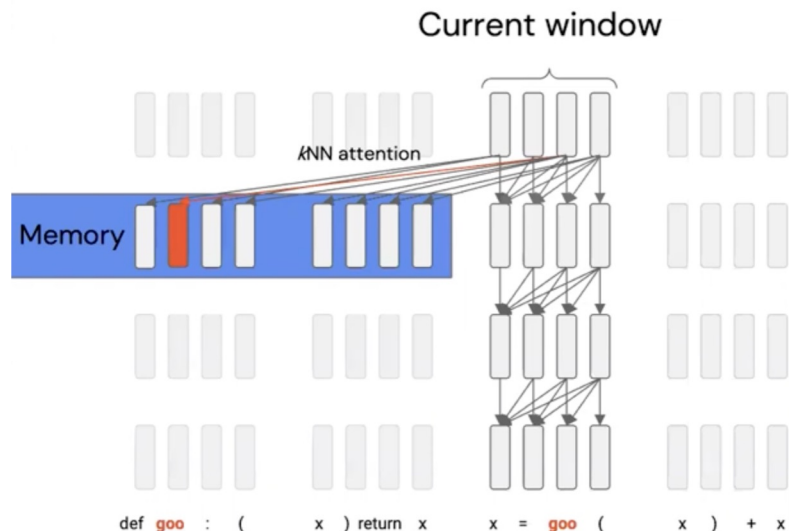 Current window
kNN attention
Memory
def goo : ( x ) return x x = goo ( x ) + x